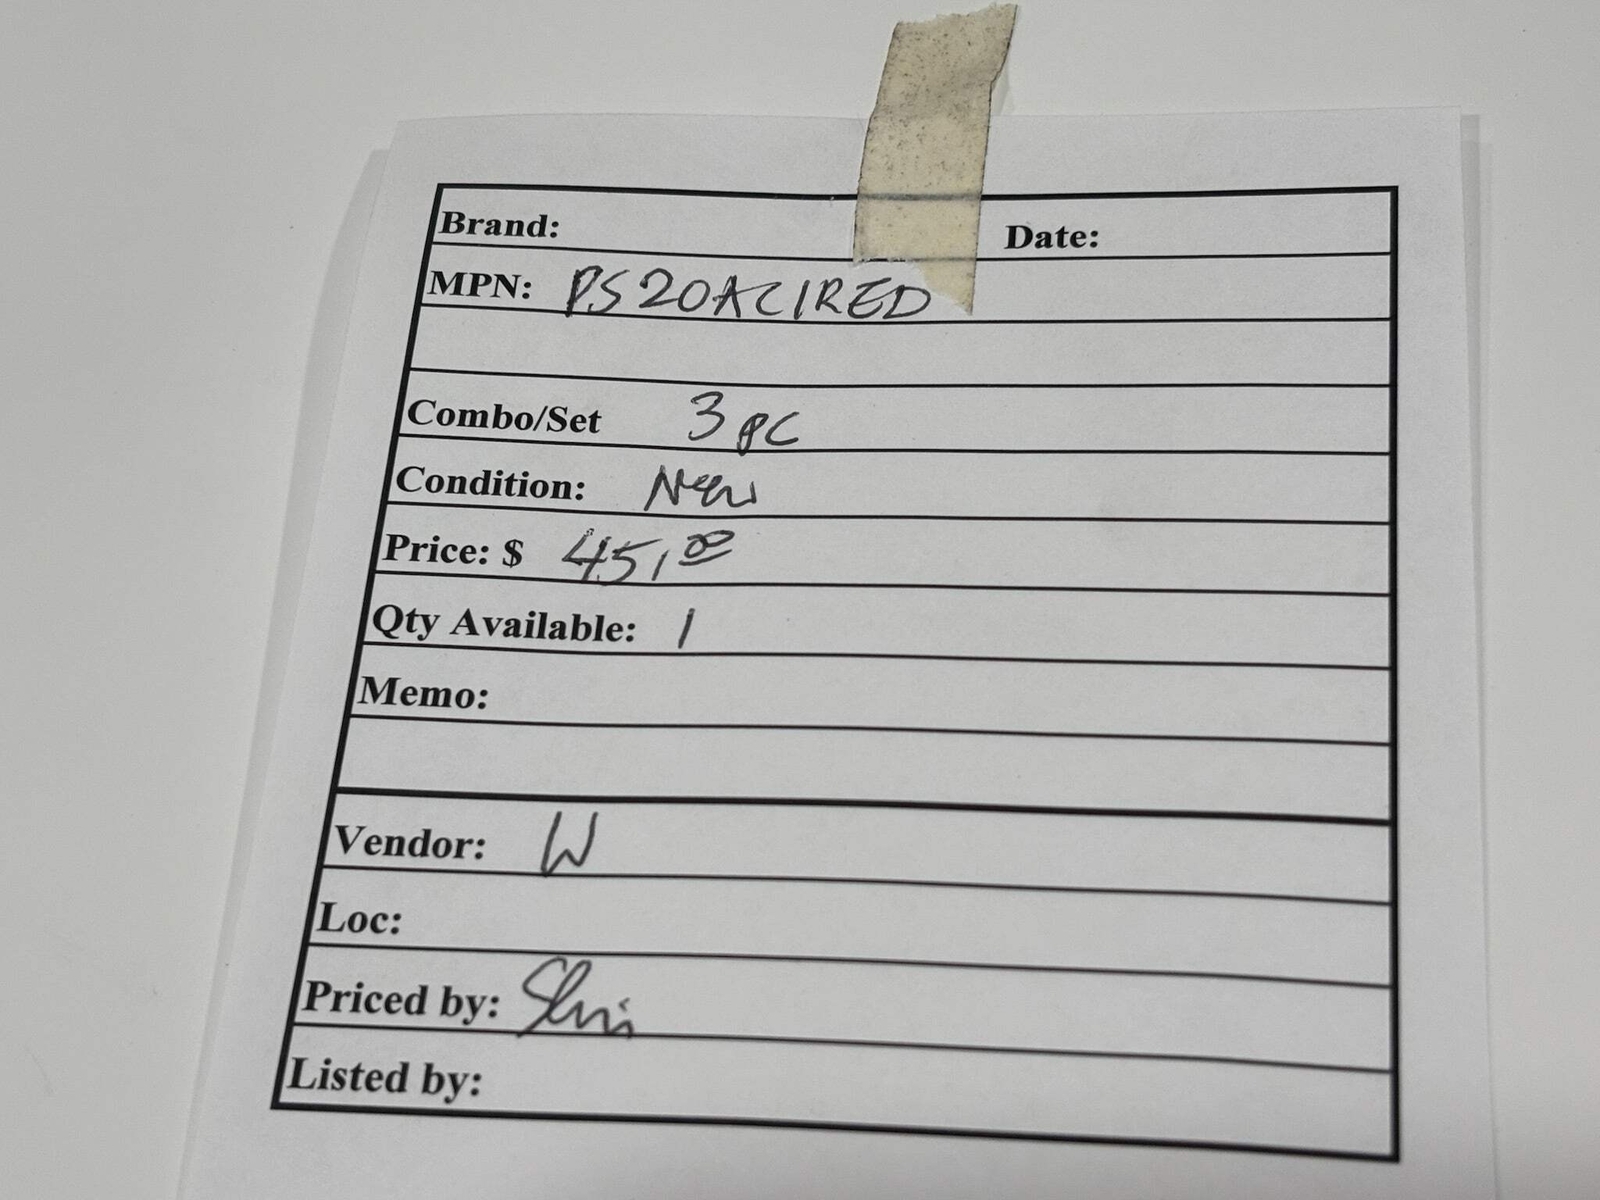 Brand: Date:
MPN: PS20ACIRED
Combo/Set 3 pc
Condition: New
Price: $ 45.00
Qty Available: 1
Memo:
Vendor: W
Loc:
Priced by:
Listed by: